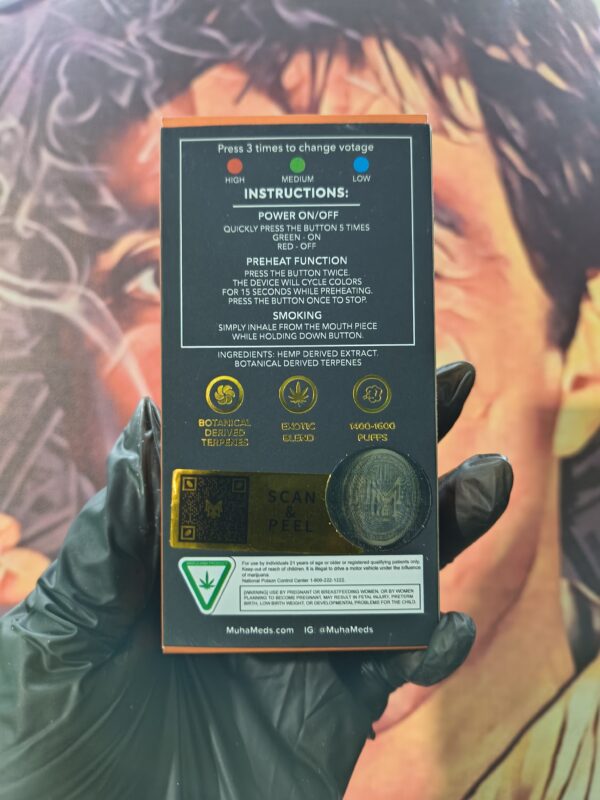 Press 3 times to change votage
HIGH MEDIUM LOW
INSTRUCTIONS:
POWER ON/OFF
QUICKLY PRESS THE BUTTON 5 TIMES
GREEN - ON
RED - OFF
PREHEAT FUNCTION
PRESS THE BUTTON TWICE.
THE DEVICE WILL CYCLE COLORS
FOR 15 SECONDS WHILE PREHEATING.
PRESS THE BUTTON ONCE TO STOP.
SMOKING
SIMPLY INHALE FROM THE MOUTH PIECE
WHILE HOLDING DOWN BUTTON.
INGREDIENTS: HEMP DERIVED EXTRACT.
BOTANICAL DERIVED TERPENES
BOTANICAL
DERIVED
TERPENES
EXOTIC
BLEND
1400-1600
PUFFS
SCAN
&
PEEL
For use by individuals 21 years of age or older or registered qualifying patients only.
Keep out of reach of children. It is illegal to drive a motor vehicle under the influence
of marijuana
National Poison Control Center 1-800-222-1222.
[WARNING] USE BY PREGNANT OR BREASTFEEDING WOMEN, OR BY WOMEN
PLANNING TO BECOME PREGNANT, MAY RESULT IN FETAL INJURY, PRETERM
BIRTH, LOW BIRTH WEIGHT, OR DEVELOPMENTAL PROBLEMS FOR THE CHILD.
MuhaMeds.com IG: @MuhaMeds